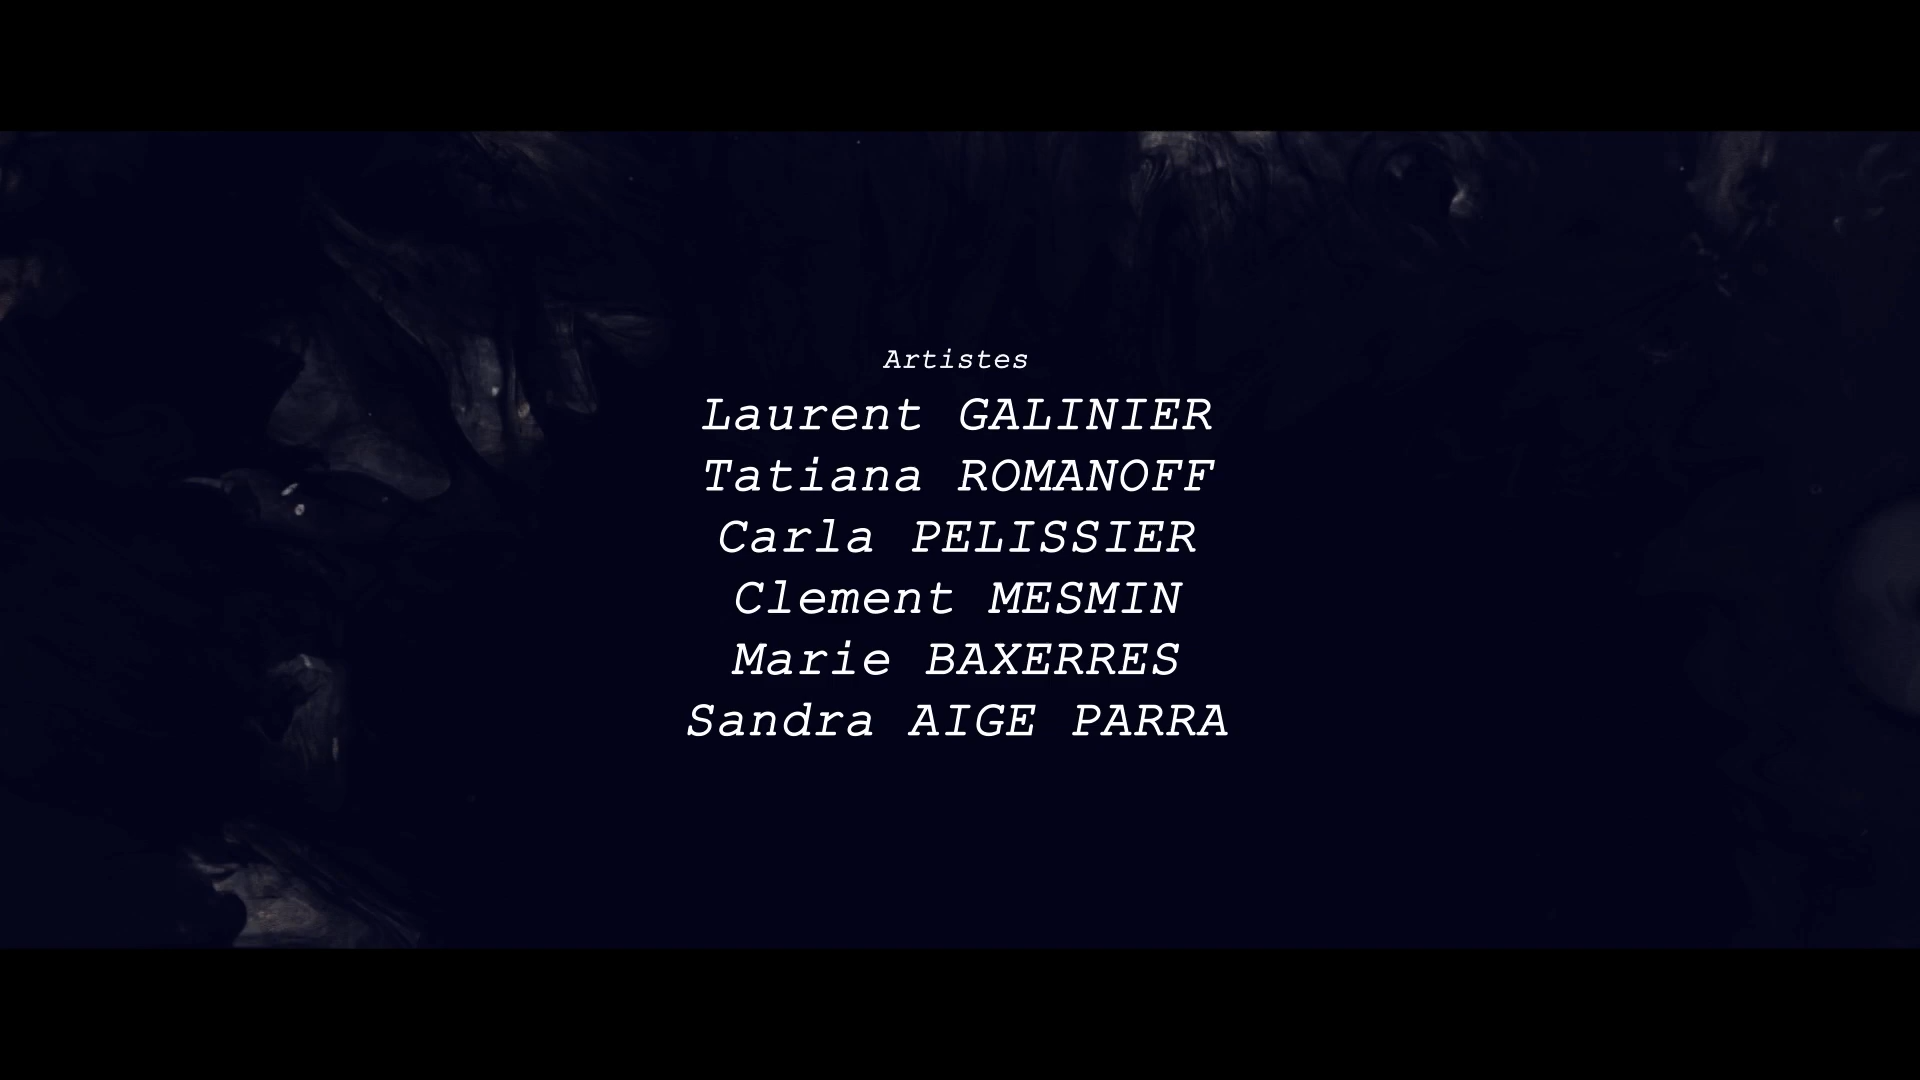 Artistes
Laurent GALINIER
Tatiana ROMANOFF
Carla PELISSIER
Clement MESMIN
Marie BAXERRES
Sandra AIGE PARRA